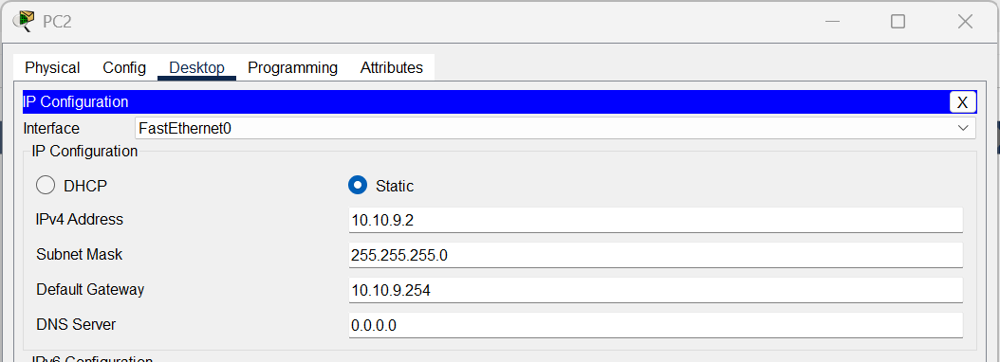 PC2
Physical Config Desktop Programming Attributes
IP Configuration X
Interface FastEthernet0
IP Configuration
DHCP Static
IPv4 Address 10.10.9.2
Subnet Mask 255.255.255.0
Default Gateway 10.10.9.254
DNS Server 0.0.0.0
IPv6 Configuration